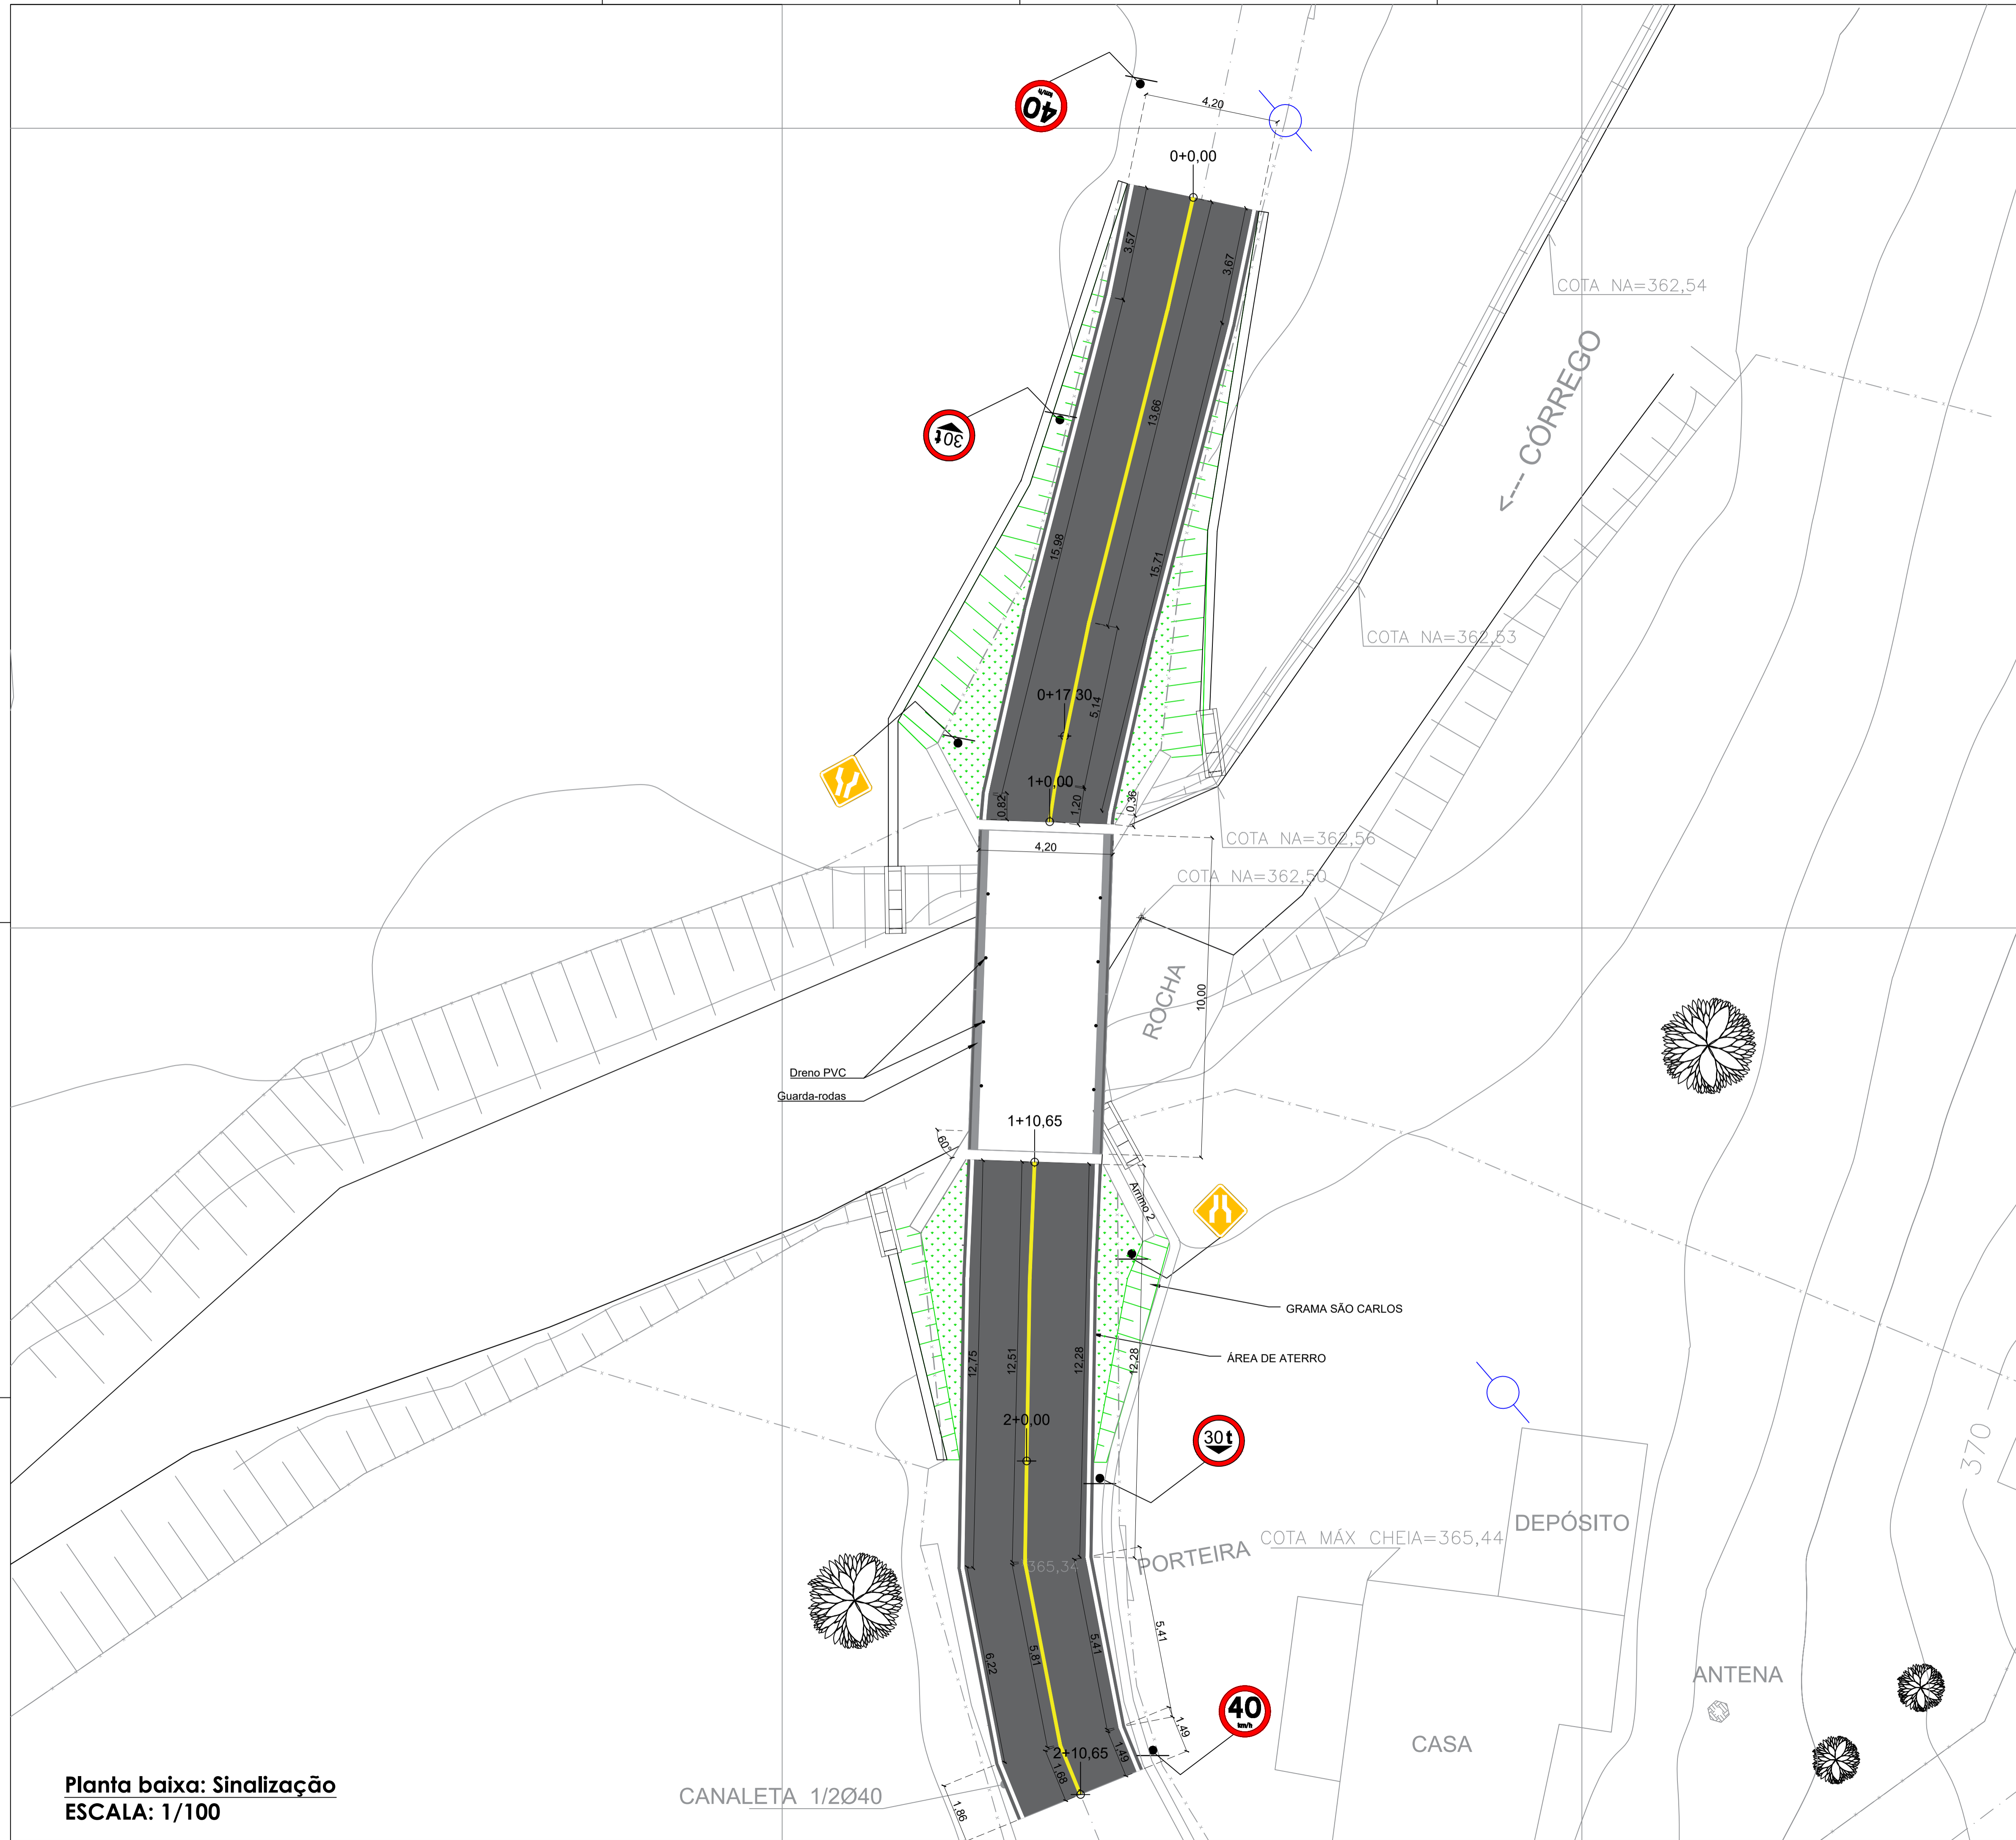 40
km/h
4,20
0+0,00
3,57
3,67
COTA NA=362,54
<---- CÓRREGO
30t
13,66
15,98
15,71
COTA NA=362,53
0+17,30
5,14
1+0,00
0,82
1,20
0,36
4,20
COTA NA=362,56
COTA NA=362,50
ROCHA
10,00
Dreno PVC
Guarda-rodas
1+10,65
60°
Arrimo 2
GRAMA SÃO CARLOS
ÁREA DE ATERRO
12,75
12,51
12,28
12,28
2+0,00
30t
DEPÓSITO
370
COTA MÁX CHEIA=365,44
PORTEIRA
365,34
6,22
5,81
5,41
5,41
ANTENA
40
km/h
CASA
1,49
1,49
2+10,65
1,68
1,86
CANALETA 1/2Ø40
Planta baixa: Sinalização
ESCALA: 1/100